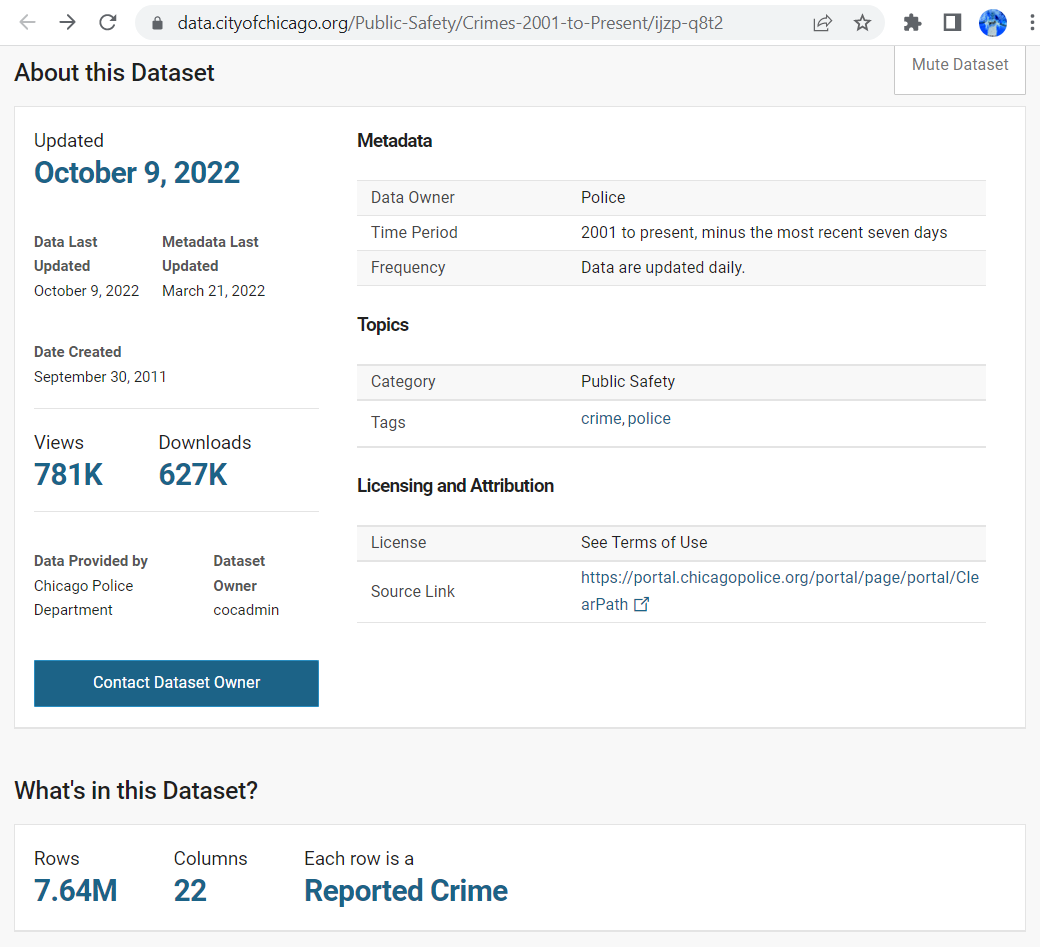 data.cityofchicago.org/Public-Safety/Crimes-2001-to-Present/ijzp-q8t2
About this Dataset
Mute Dataset
Updated
October 9, 2022
Data Last
Updated
October 9, 2022
Metadata Last
Updated
March 21, 2022
Date Created
September 30, 2011
Views
781K
Downloads
627K
Data Provided by
Chicago Police
Department
Dataset
Owner
cocadmin
Contact Dataset Owner
Metadata
Data Owner Police
Time Period 2001 to present, minus the most recent seven days
Frequency Data are updated daily.
Topics
Category Public Safety
Tags crime, police
Licensing and Attribution
License See Terms of Use
Source Link https://portal.chicagopolice.org/portal/page/portal/Cle
arPath
What's in this Dataset?
Rows
7.64M
Columns
22
Each row is a
Reported Crime